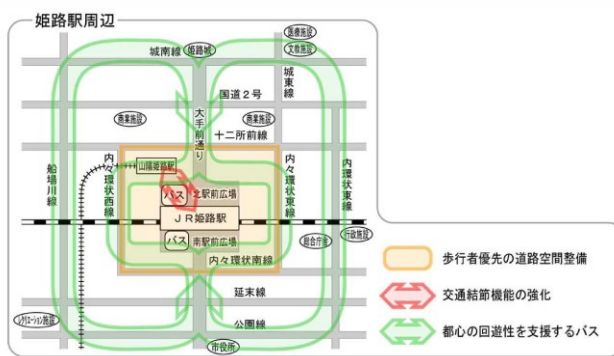 姫路駅周辺
医療施設
文教施設
城南線
姫路城
城東線
国道2号
大手前通り
商業施設
商業施設
十二所前線
山陽姫路駅
船場川線
内々環状西線
バス
北駅前広場
内々環状東線
内環状東線
JR姫路駅
バス
南駅前広場
総合庁舎
行政施設
内々環状南線
延末線
レクリエーション施設
公園線
市役所
歩行者優先の道路空間整備
交通結節機能の強化
都心の回遊性を支援するバス